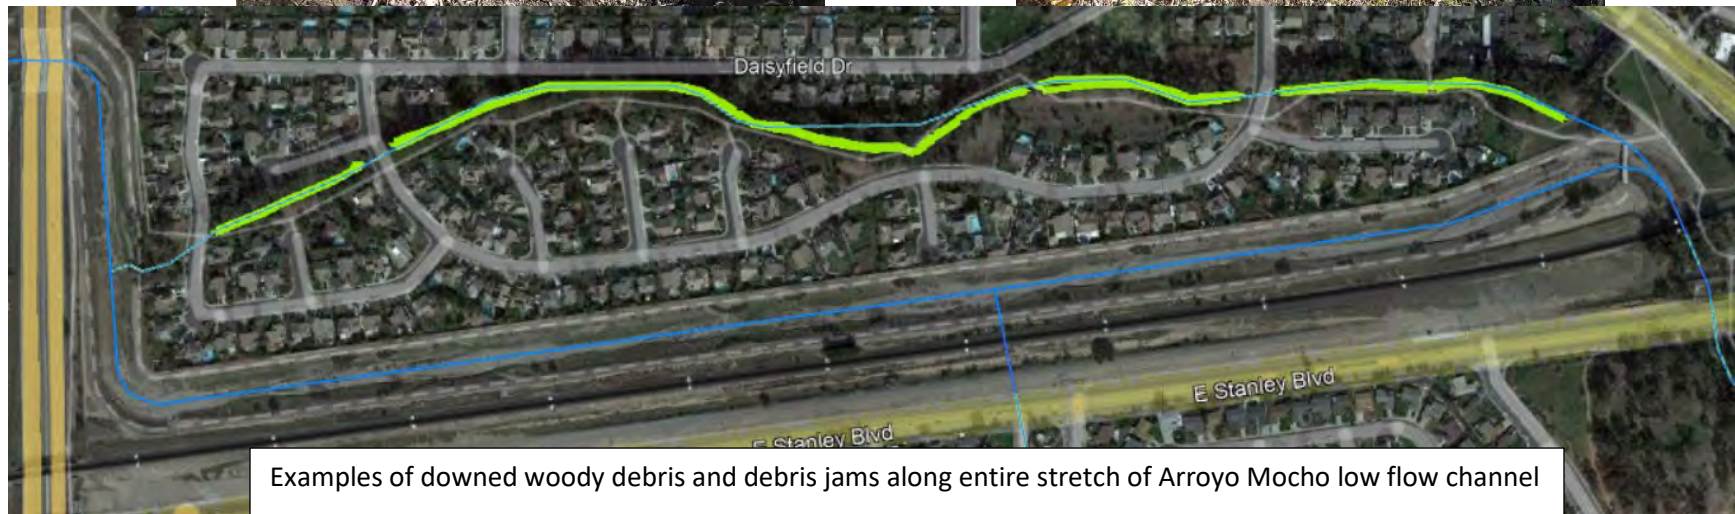 Daisyfield Dr
E Stanley Blvd
E Stanley Blvd
Examples of downed woody debris and debris jams along entire stretch of Arroyo Mocho low flow channel